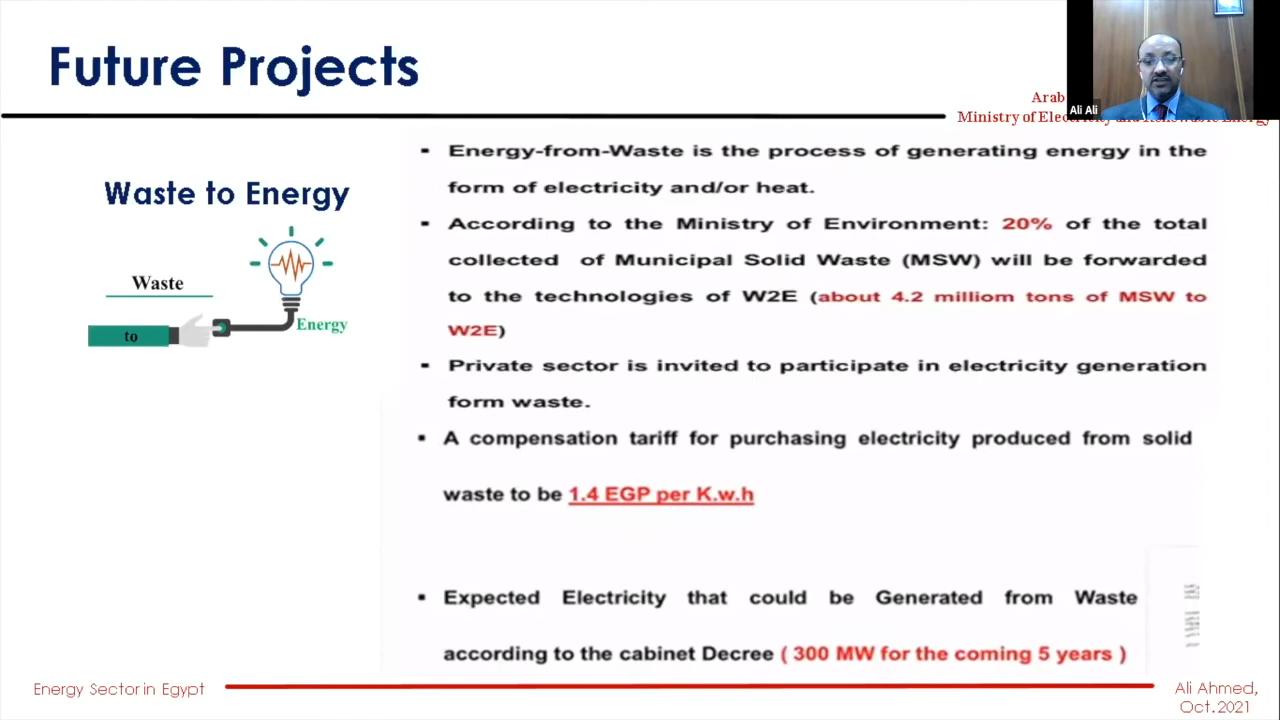 Future Projects
Ali Ali
Arab
Ministry of Electricity and Renewable Energy
Waste to Energy
Waste
to
Energy
▪ Energy-from-Waste is the process of generating energy in the
form of electricity and/or heat.
▪ According to the Ministry of Environment: 20% of the total
collected of Municipal Solid Waste (MSW) will be forwarded
to the technologies of W2E (about 4.2 milliom tons of MSW to
W2E)
▪ Private sector is invited to participate in electricity generation
form waste.
▪ A compensation tariff for purchasing electricity produced from solid
waste to be 1.4 EGP per K.w.h
▪ Expected Electricity that could be Generated from Waste
according to the cabinet Decree ( 300 MW for the coming 5 years )
Energy Sector in Egypt
Ali Ahmed,
Oct.2021